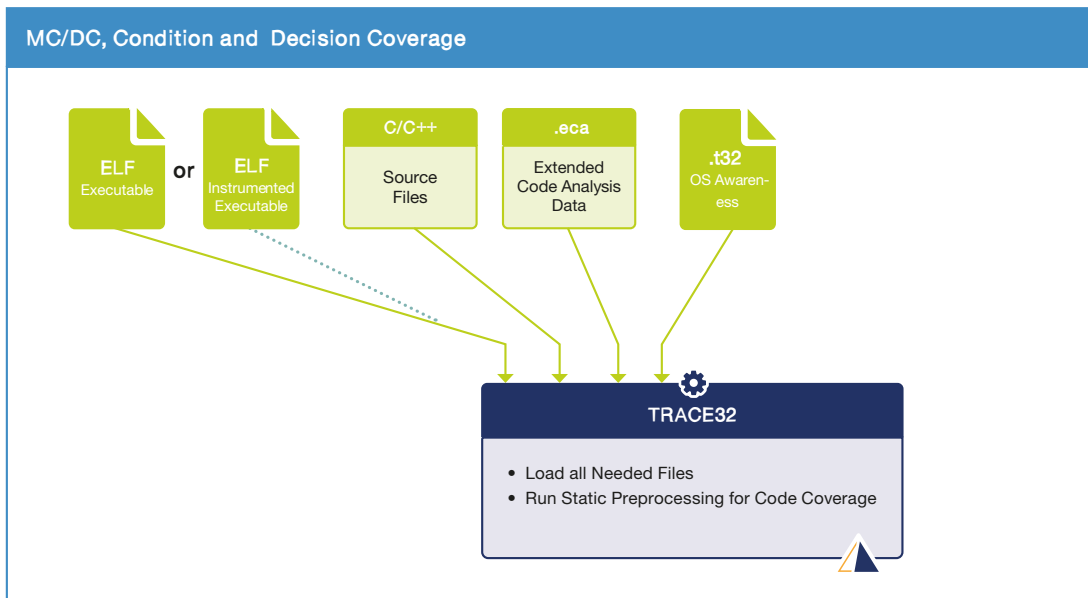 MC/DC, Condition and Decision Coverage
ELF
Executable
or
ELF
Instrumented
Executable
C/C++
Source
Files
.eca
Extended
Code Analysis
Data
.t32
OS Awaren-
ess
TRACE32
• Load all Needed Files
• Run Static Preprocessing for Code Coverage